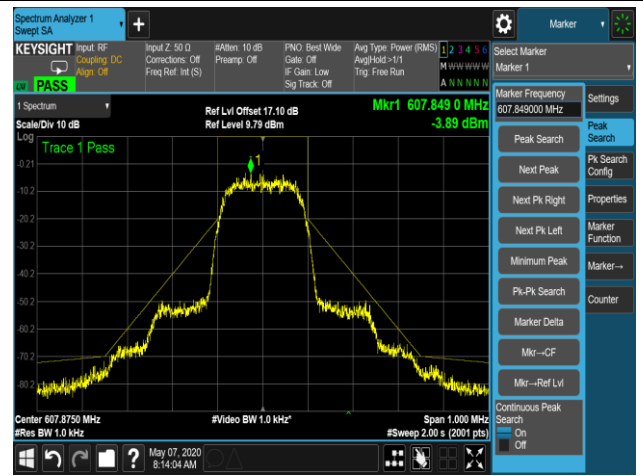 Spectrum Analyzer 1
Swept SA
Marker
KEYSIGHT
Input: RF
Coupling: DC
Align: Off
Input Z: 50 Ω
Corrections: Off
Freq Ref: Int (S)
#Atten: 10 dB
Preamp: Off
PNO: Best Wide
Gate: Off
IF Gain: Low
Sig Track: Off
Avg Type: Power (RMS)
Avg|Hold:>1/1
Trig: Free Run
1 2 3 4 5 6
M W W W W W
A N N N N N
LXI
PASS
Select Marker
Marker 1
1 Spectrum
Scale/Div 10 dB
Ref Lvl Offset 17.10 dB
Ref Level 9.79 dBm
Mkr1 607.849 0 MHz
-3.89 dBm
Log
Trace 1 Pass
1
-0.21
-10.2
-20.2
-30.2
-40.2
-50.2
-60.2
-70.2
-80.2
Center 607.8750 MHz
#Res BW 1.0 kHz
#Video BW 1.0 kHz*
Span 1.000 MHz
#Sweep 2.00 s (2001 pts)
Marker Frequency
607.849000 MHz
Peak Search
Next Peak
Next Pk Right
Next Pk Left
Minimum Peak
Pk-Pk Search
Marker Delta
Mkr→CF
Mkr→Ref Lvl
Continuous Peak
Search
On
Off
Settings
Peak
Search
Pk Search
Config
Properties
Marker
Function
Marker→
Counter
?
May 07, 2020
8:14:04 AM